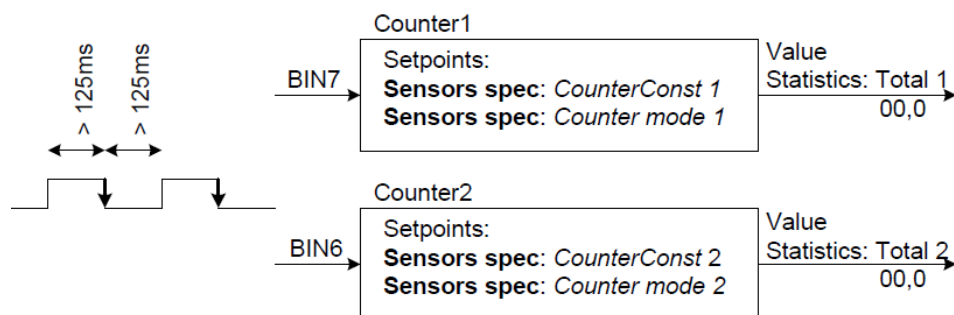 > 125ms
> 125ms
Counter1
BIN7
Setpoints:
Sensors spec: CounterConst 1
Sensors spec: Counter mode 1
Value
Statistics: Total 1
00,0
Counter2
BIN6
Setpoints:
Sensors spec: CounterConst 2
Sensors spec: Counter mode 2
Value
Statistics: Total 2
00,0